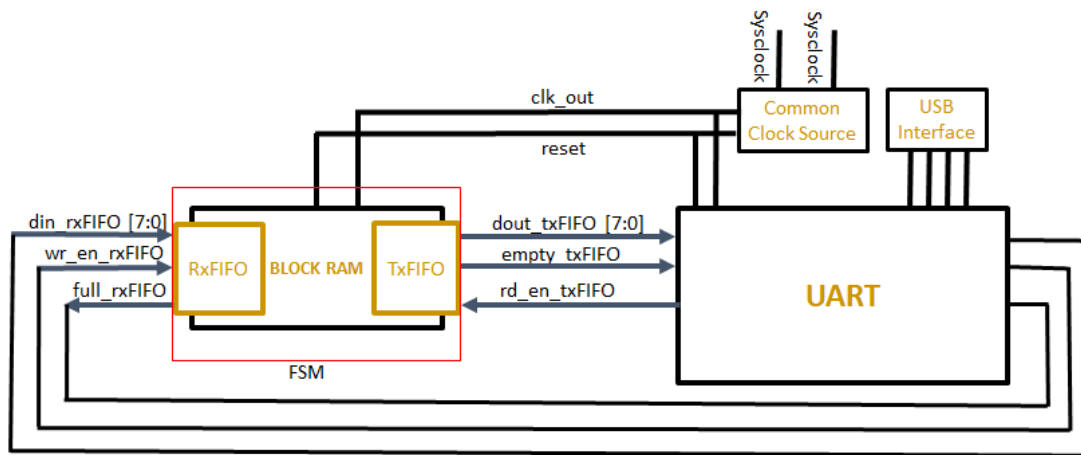 Sysclock
Sysclock
clk_out
Common
Clock Source
USB
Interface
reset
din_rxFIFO [7:0]
dout_txFIFO [7:0]
wr_en_rxFIFO
RxFIFO
BLOCK RAM
TxFIFO
empty_txFIFO
full_rxFIFO
rd_en_txFIFO
UART
FSM